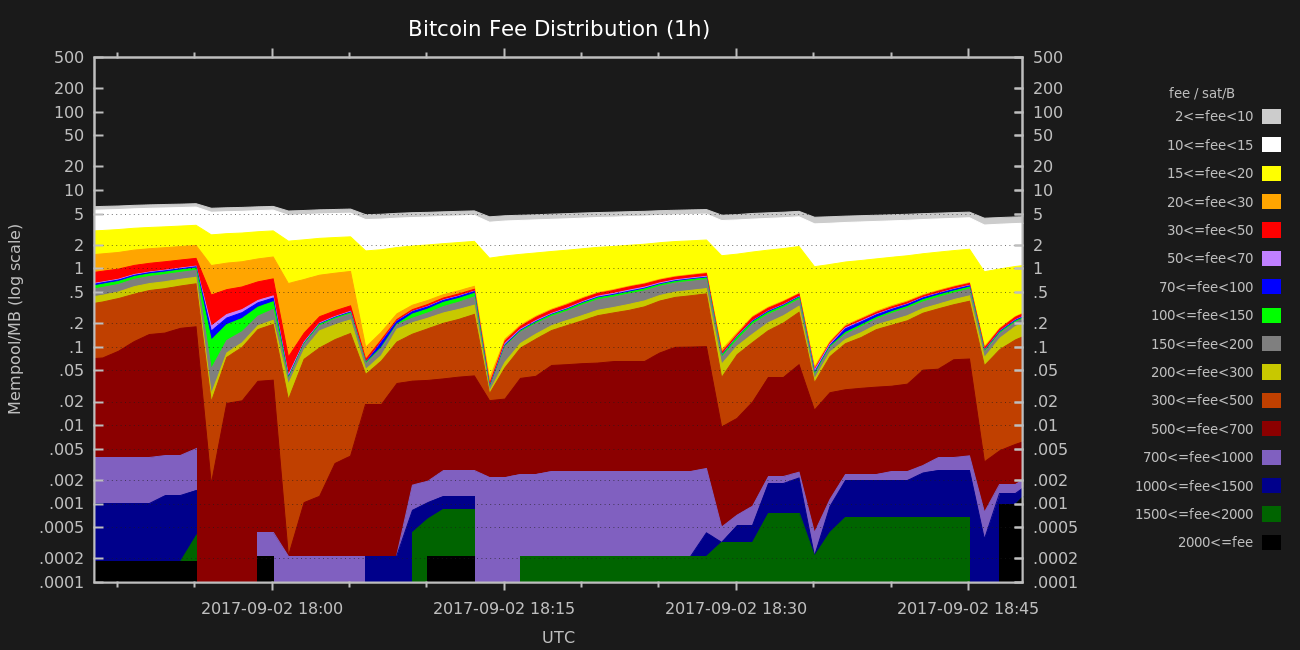 Bitcoin Fee Distribution (1h)
500 500
200 200
100 100
50 50
20 20
10 10
5 5
2 2
1 1
.5 .5
.2 .2
.1 .1
.05 .05
.02 .02
.01 .01
.005 .005
.002 .002
.001 .001
.0005 .0005
.0002 .0002
.0001 .0001
Mempool/MB (log scale)
2017-09-02 18:00 2017-09-02 18:15 2017-09-02 18:30 2017-09-02 18:45
UTC
fee / sat/B
2<=fee<10
10<=fee<15
15<=fee<20
20<=fee<30
30<=fee<50
50<=fee<70
70<=fee<100
100<=fee<150
150<=fee<200
200<=fee<300
300<=fee<500
500<=fee<700
700<=fee<1000
1000<=fee<1500
1500<=fee<2000
2000<=fee